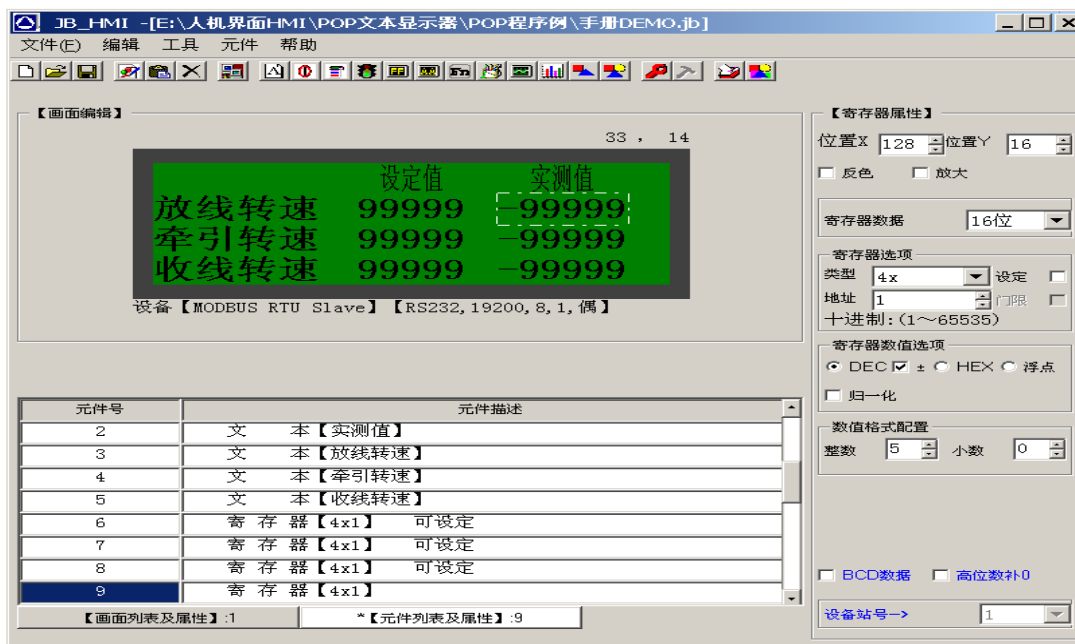 JB_HMI -[E:\人机界面HMI\POP文本显示器\POP程序例\手册DEMO.jb]
文件(F) 编辑 工具 元件 帮助
【画面编辑】
33 , 14
设定值 实测值
放线转速 99999 -99999
牵引转速 99999 -99999
收线转速 99999 -99999
设备【MODBUS RTU Slave】【RS232,19200,8,1,偶】
元件号 元件描述
2 文 本【实测值】
3 文 本【放线转速】
4 文 本【牵引转速】
5 文 本【收线转速】
6 寄 存 器【4x1】 可设定
7 寄 存 器【4x1】 可设定
8 寄 存 器【4x1】 可设定
9 寄 存 器【4x1】
【画面列表及属性】:1 *【元件列表及属性】:9
【寄存器属性】
位置X 128 位置Y 16
反色 放大
寄存器数据 16位
寄存器选项
类型 4x 设定
地址 1 门限
十进制:(1～65535)
寄存器数值选项
DEC ± HEX 浮点
归一化
数值格式配置
整数 5 小数 0
BCD数据 高位数补0
设备站号-> 1